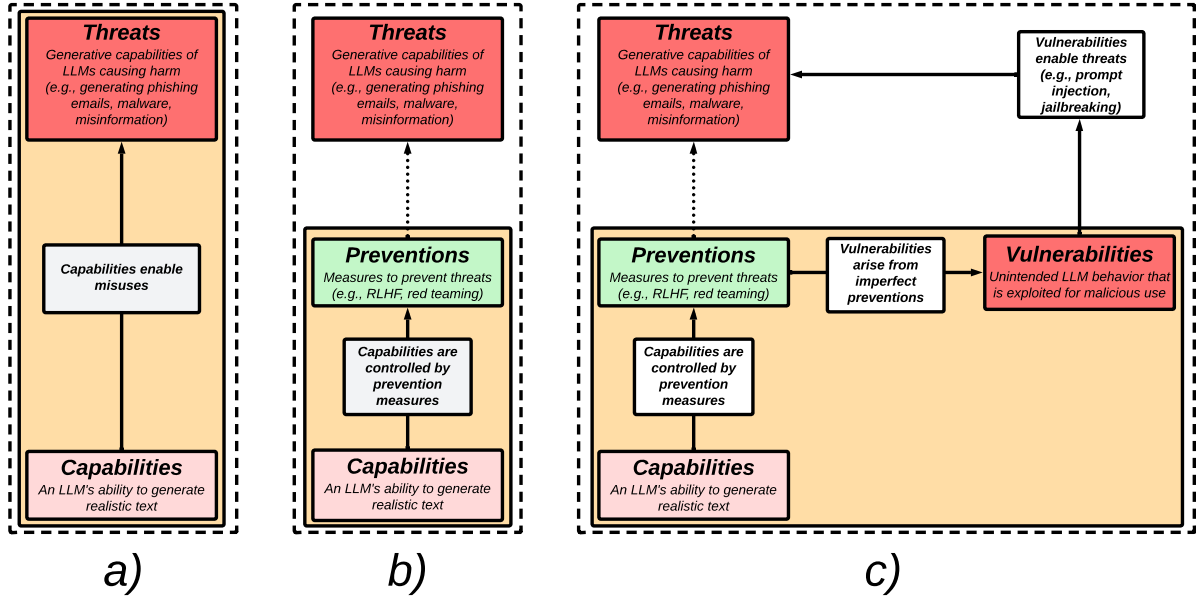 Threats
Generative capabilities of
LLMs causing harm
(e.g., generating phishing
emails, malware,
misinformation)
Capabilities enable
misuses
Capabilities
An LLM's ability to generate
realistic text
a)
Threats
Generative capabilities of
LLMs causing harm
(e.g., generating phishing
emails, malware,
misinformation)
Preventions
Measures to prevent threats
(e.g., RLHF, red teaming)
Capabilities are
controlled by
prevention
measures
Capabilities
An LLM's ability to generate
realistic text
b)
Threats
Generative capabilities of
LLMs causing harm
(e.g., generating phishing
emails, malware,
misinformation)
Vulnerabilities
enable threats
(e.g., prompt
injection,
jailbreaking)
Preventions
Measures to prevent threats
(e.g., RLHF, red teaming)
Vulnerabilities
arise from
imperfect
preventions
Vulnerabilities
Unintended LLM behavior that
is exploited for malicious use
Capabilities are
controlled by
prevention
measures
Capabilities
An LLM's ability to generate
realistic text
c)